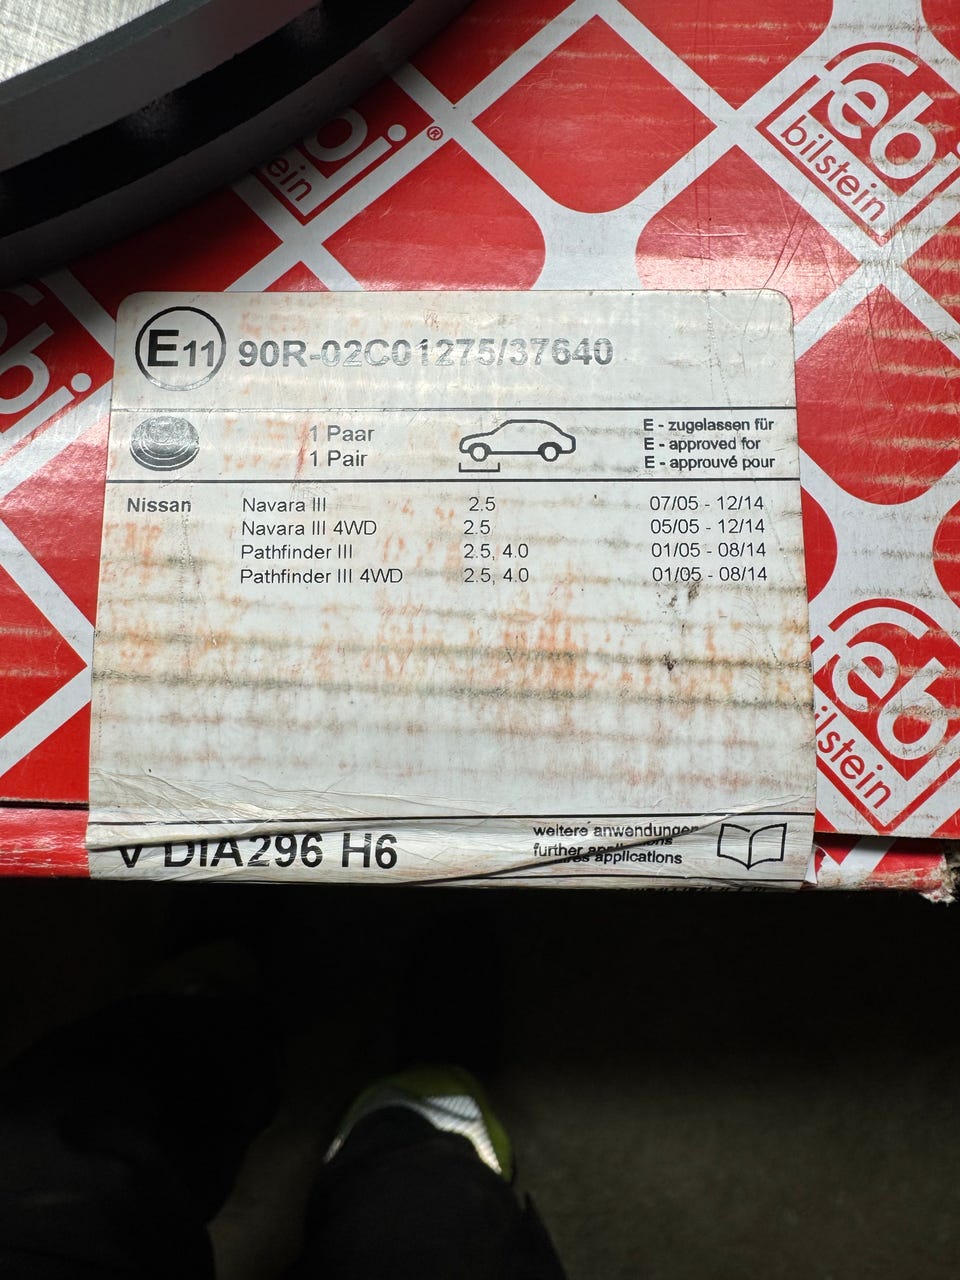 febi
bilstein
®
E11 90R-02C01275/37640
1 Paar
1 Pair
E - zugelassen für
E - approved for
E - approuvé pour
Nissan Navara III 2.5 07/05 - 12/14
Navara III 4WD 2.5 05/05 - 12/14
Pathfinder III 2.5, 4.0 01/05 - 08/14
Pathfinder III 4WD 2.5, 4.0 01/05 - 08/14
V DIA296 H6
weitere anwendungen
further
applications